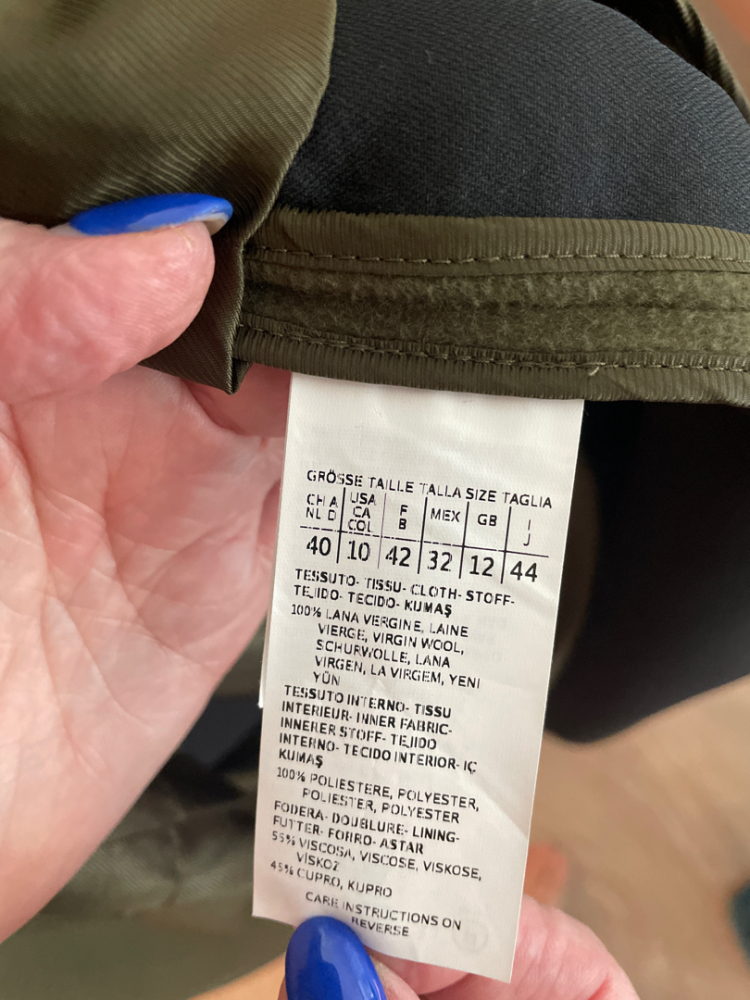 GRÖSSE TAILLE TALLA SIZE TAGLIA
CH A NL D USA CA COL F B MEX GB I J
40 10 42 32 12 44
TESSUTO- TISSU- CLOTH- STOFF-
TEJIDO- TECIDO- KUMAŞ
100% LANA VERGINE, LAINE
VIERGE, VIRGIN WOOL,
SCHURWOLLE, LANA
VIRGEN, LA VIRGEM, YENI
YÜN
TESSUTO INTERNO- TISSU
INTERIEUR- INNER FABRIC-
INNERER STOFF- TEJIDO
INTERNO- TECIDO INTERIOR- IÇ
KUMAŞ
100% POLIESTERE, POLYESTER,
POLIESTER, POLYESTER
FODERA- DOUBLURE- LINING-
FUTTER- FORRO- ASTAR
55% VISCOSA, VISCOSE, VISKOSE,
VISKOZ
45% CUPRO, KUPRO
CARE INSTRUCTIONS ON
REVERSE